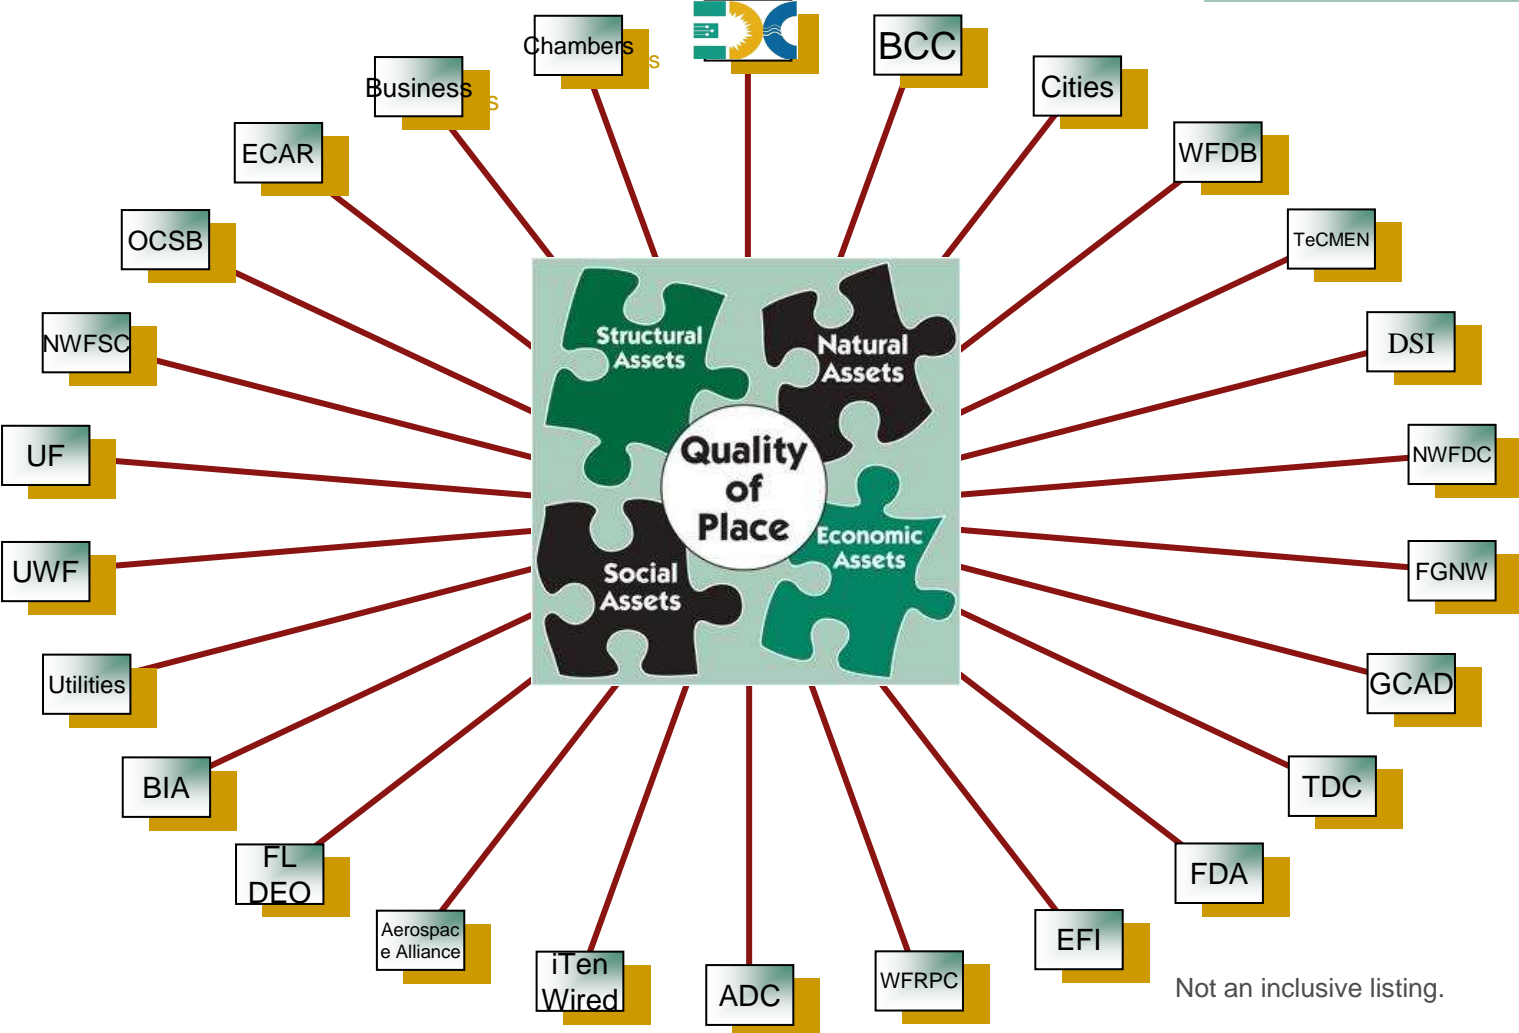 EDC
BCC
Chambers
s
Cities
Business
s
WFDB
ECAR
TeCMEN
OCSB
DSI
NWFSC
NWFDC
UF
FGNW
UWF
GCAD
Utilities
TDC
BIA
FDA
FL
DEO
EFI
Aerospac
e Alliance
WFRPC
iTen
Wired
ADC
Structural
Assets
Natural
Assets
Quality
of
Place
Economic
Assets
Social
Assets
Not an inclusive listing.